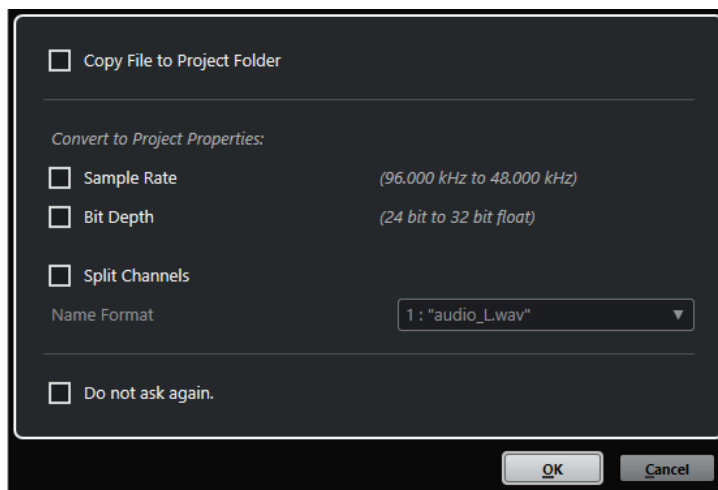 Copy File to Project Folder
Convert to Project Properties:
Sample Rate (96.000 kHz to 48.000 kHz)
Bit Depth (24 bit to 32 bit float)
Split Channels
Name Format 1 : "audio_L.wav"
Do not ask again.
OK Cancel